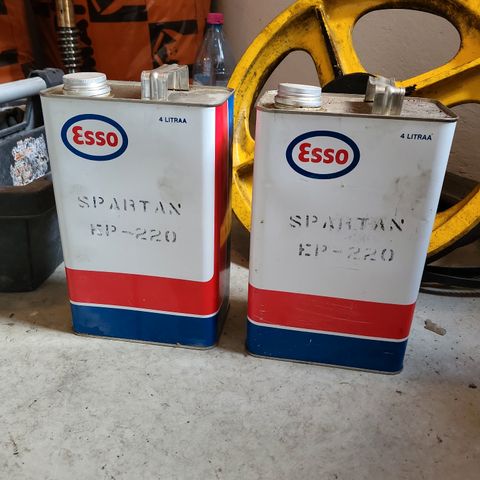 Esso
4 LITRAA
SPARTAN
EP-220
Esso
4 LITRAA
SPARTAN
EP-220